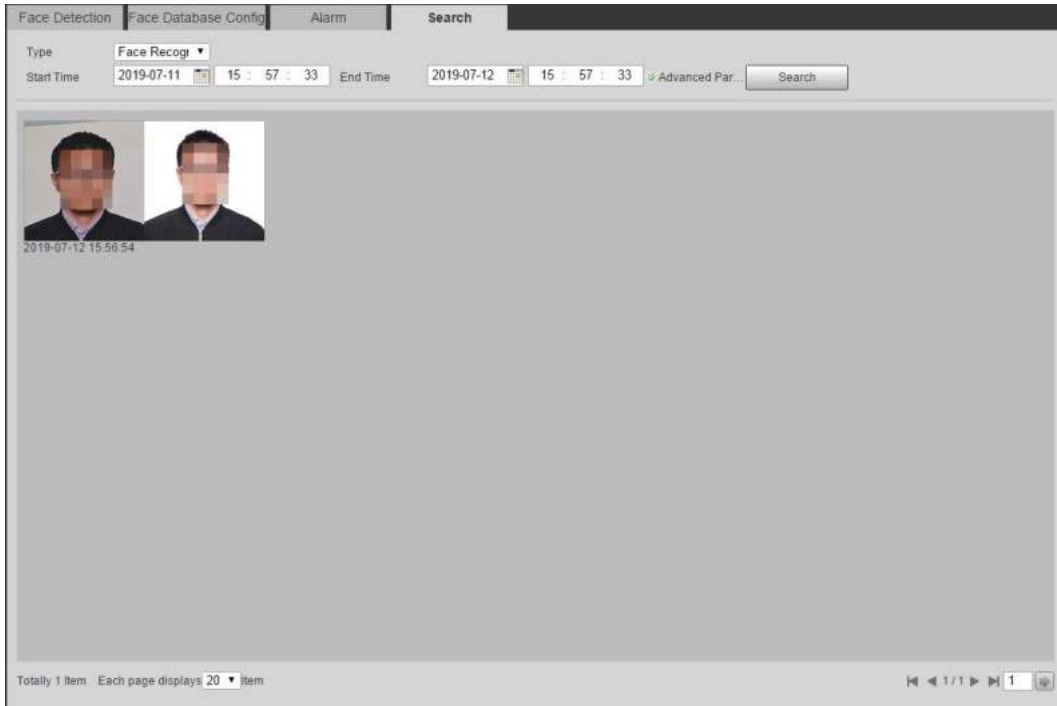 Face Detection Face Database Config Alarm Search
Type Face Recogr
Start Time 2019-07-11 15 : 57 : 33 End Time 2019-07-12 15 : 57 : 33 Advanced Par... Search
2019-07-12 15:56:54
Totally 1 Item Each page displays 20 Item 1 / 1 1